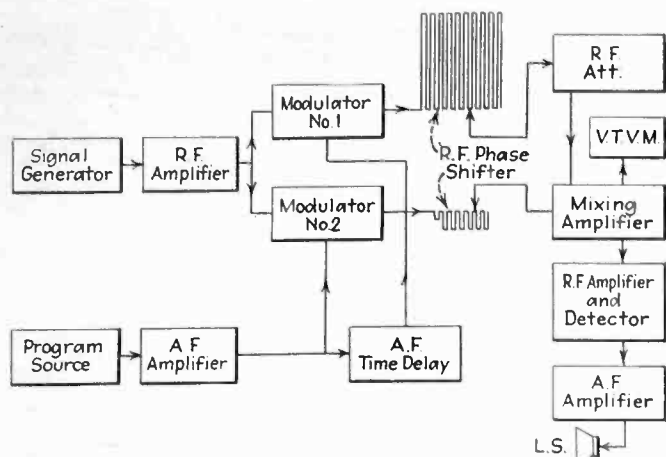 Signal
Generator
R.F.
Amplifier
Modulator
No.1
Modulator
No.2
R.F. Phase
Shifter
R.F.
Att.
V.T.V.M.
Mixing
Amplifier
R.F. Amplifier
and
Detector
A.F.
Amplifier
L.S.
Program
Source
A.F.
Amplifier
A.F.
Time Delay